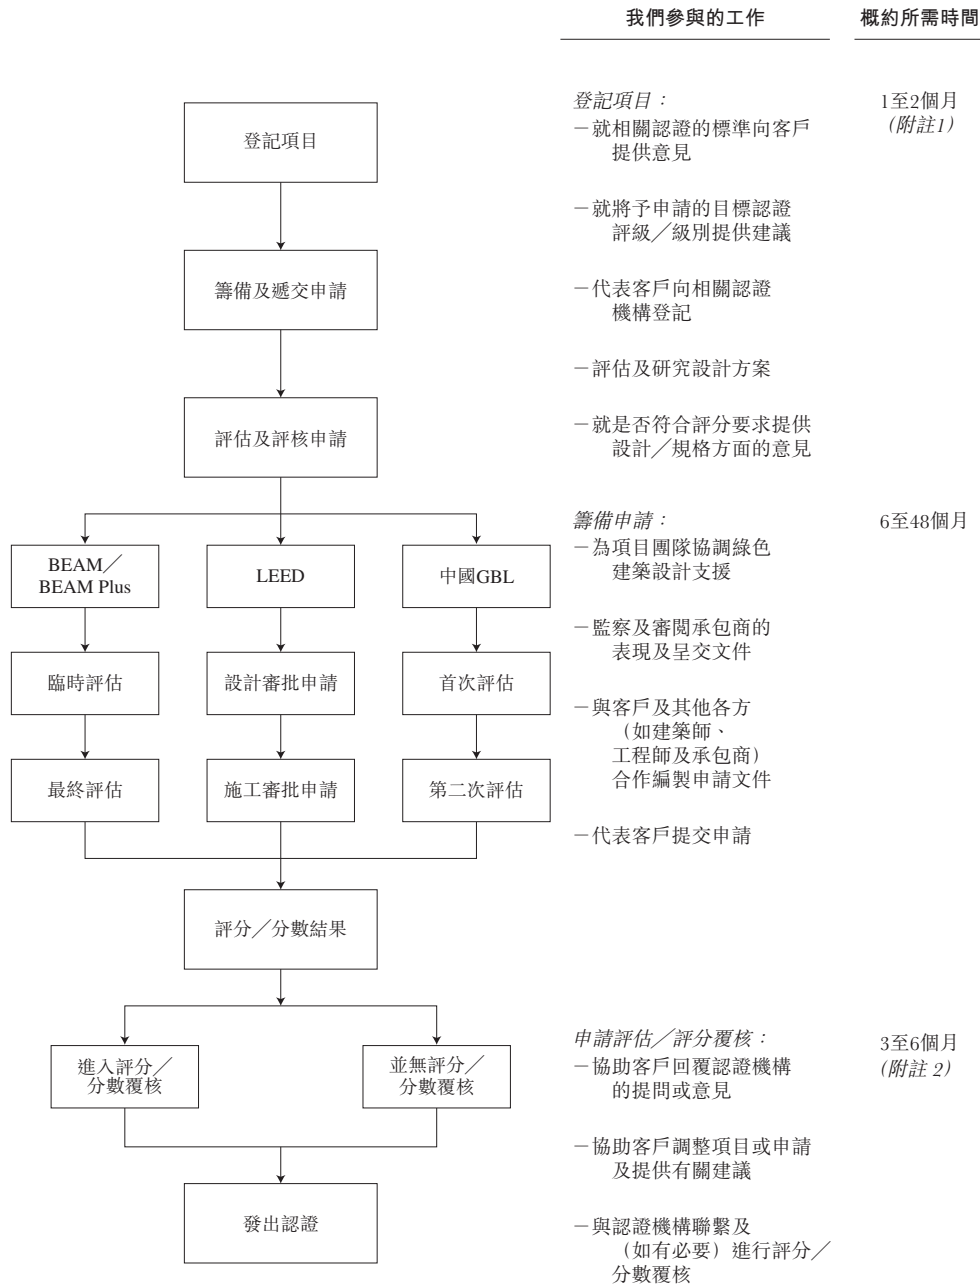 我們參與的工作
概約所需時間
登記項目
籌備及遞交申請
評估及評核申請
BEAM／
BEAM Plus
LEED
中國GBL
臨時評估
設計審批申請
首次評估
最終評估
施工審批申請
第二次評估
評分／分數結果
進入評分／
分數覆核
並無評分／
分數覆核
發出認證
登記項目：
－就相關認證的標準向客戶
提供意見
－就將予申請的目標認證
評級／級別提供建議
－代表客戶向相關認證
機構登記
－評估及研究設計方案
－就是否符合評分要求提供
設計／規格方面的意見
1至2個月
（附註1）
籌備申請：
－為項目團隊協調綠色
建築設計支援
－監察及審閱承包商的
表現及呈交文件
－與客戶及其他各方
（如建築師、
工程師及承包商）
合作編製申請文件
－代表客戶提交申請
6至48個月
申請評估／評分覆核：
－協助客戶回覆認證機構
的提問或意見
－協助客戶調整項目或申請
及提供有關建議
－與認證機構聯繫及
（如有必要）進行評分／
分數覆核
3至6個月
（附註 2）